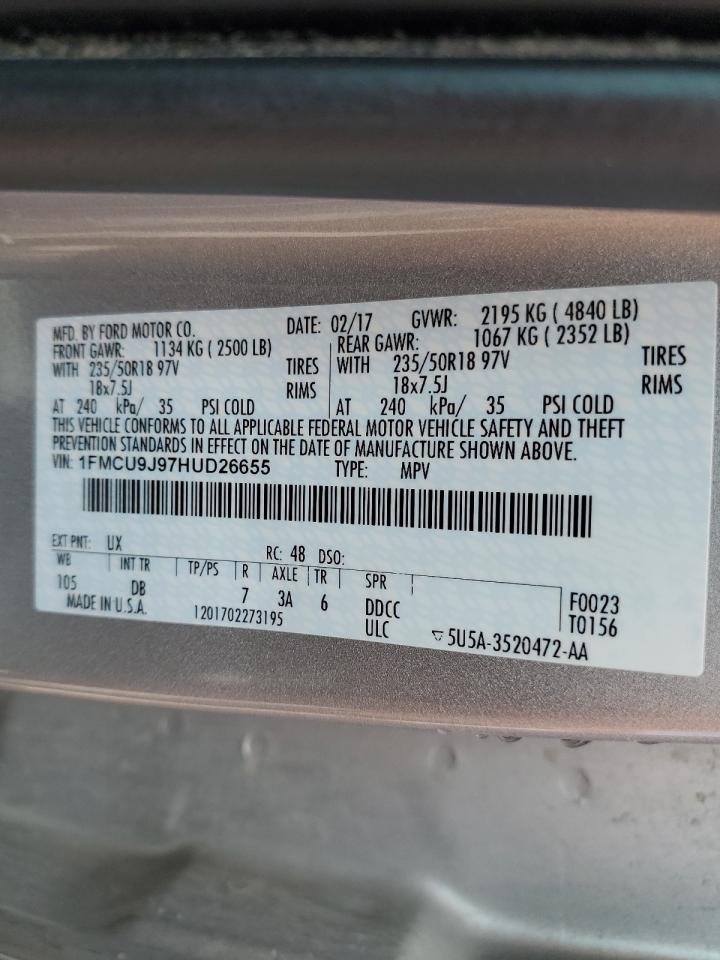 MFD. BY FORD MOTOR CO. DATE: 02/17 GVWR: 2195 KG ( 4840 LB)
FRONT GAWR: 1134 KG ( 2500 LB) REAR GAWR: 1067 KG ( 2352 LB)
WITH 235/50R18 97V TIRES WITH 235/50R18 97V TIRES
18x7.5J RIMS 18x7.5J RIMS
AT 240 kPa/ 35 PSI COLD AT 240 kPa/ 35 PSI COLD
THIS VEHICLE CONFORMS TO ALL APPLICABLE FEDERAL MOTOR VEHICLE SAFETY AND THEFT
PREVENTION STANDARDS IN EFFECT ON THE DATE OF MANUFACTURE SHOWN ABOVE.
VIN: 1FMCU9J97HUD26655 TYPE: MPV
EXT PNT: UX RC: 48 DSO:
WB INT TR TP/PS R AXLE TR SPR
105 DB 7 3A 6 DDCC F0023
MADE IN U.S.A. 1201702273195 ULC T0156
5U5A-3520472-AA